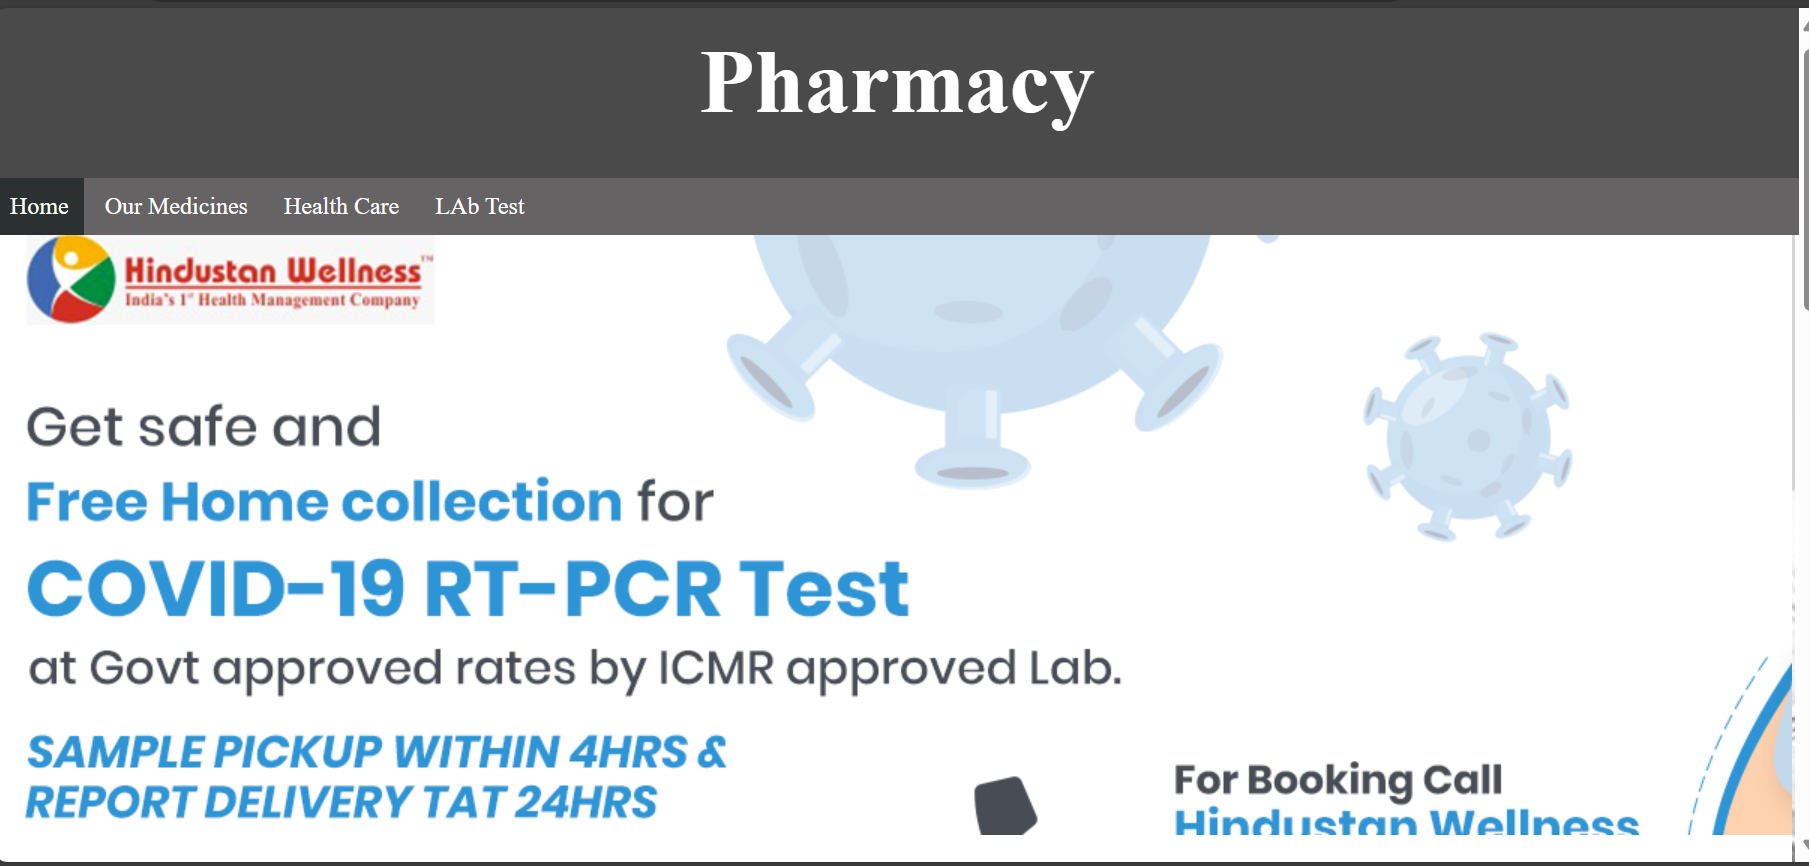 Pharmacy
Home Our Medicines Health Care LAb Test
Hindustan Wellness™
India's 1st Health Management Company
Get safe and
Free Home collection for
COVID-19 RT-PCR Test
at Govt approved rates by ICMR approved Lab.
SAMPLE PICKUP WITHIN 4HRS &
REPORT DELIVERY TAT 24HRS
For Booking Call
Hindustan Wellness